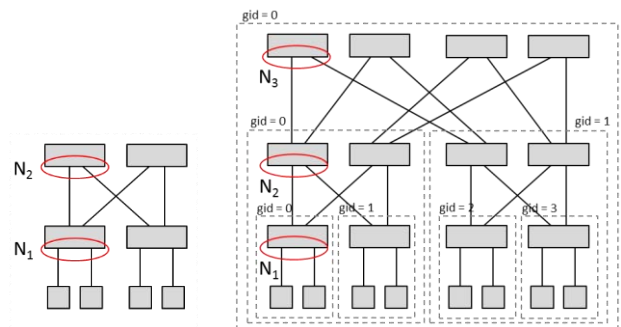 gid = 0
N3
gid = 0
gid = 1
N2
N2
gid = 0
gid = 1
gid = 2
gid = 3
N1
N1